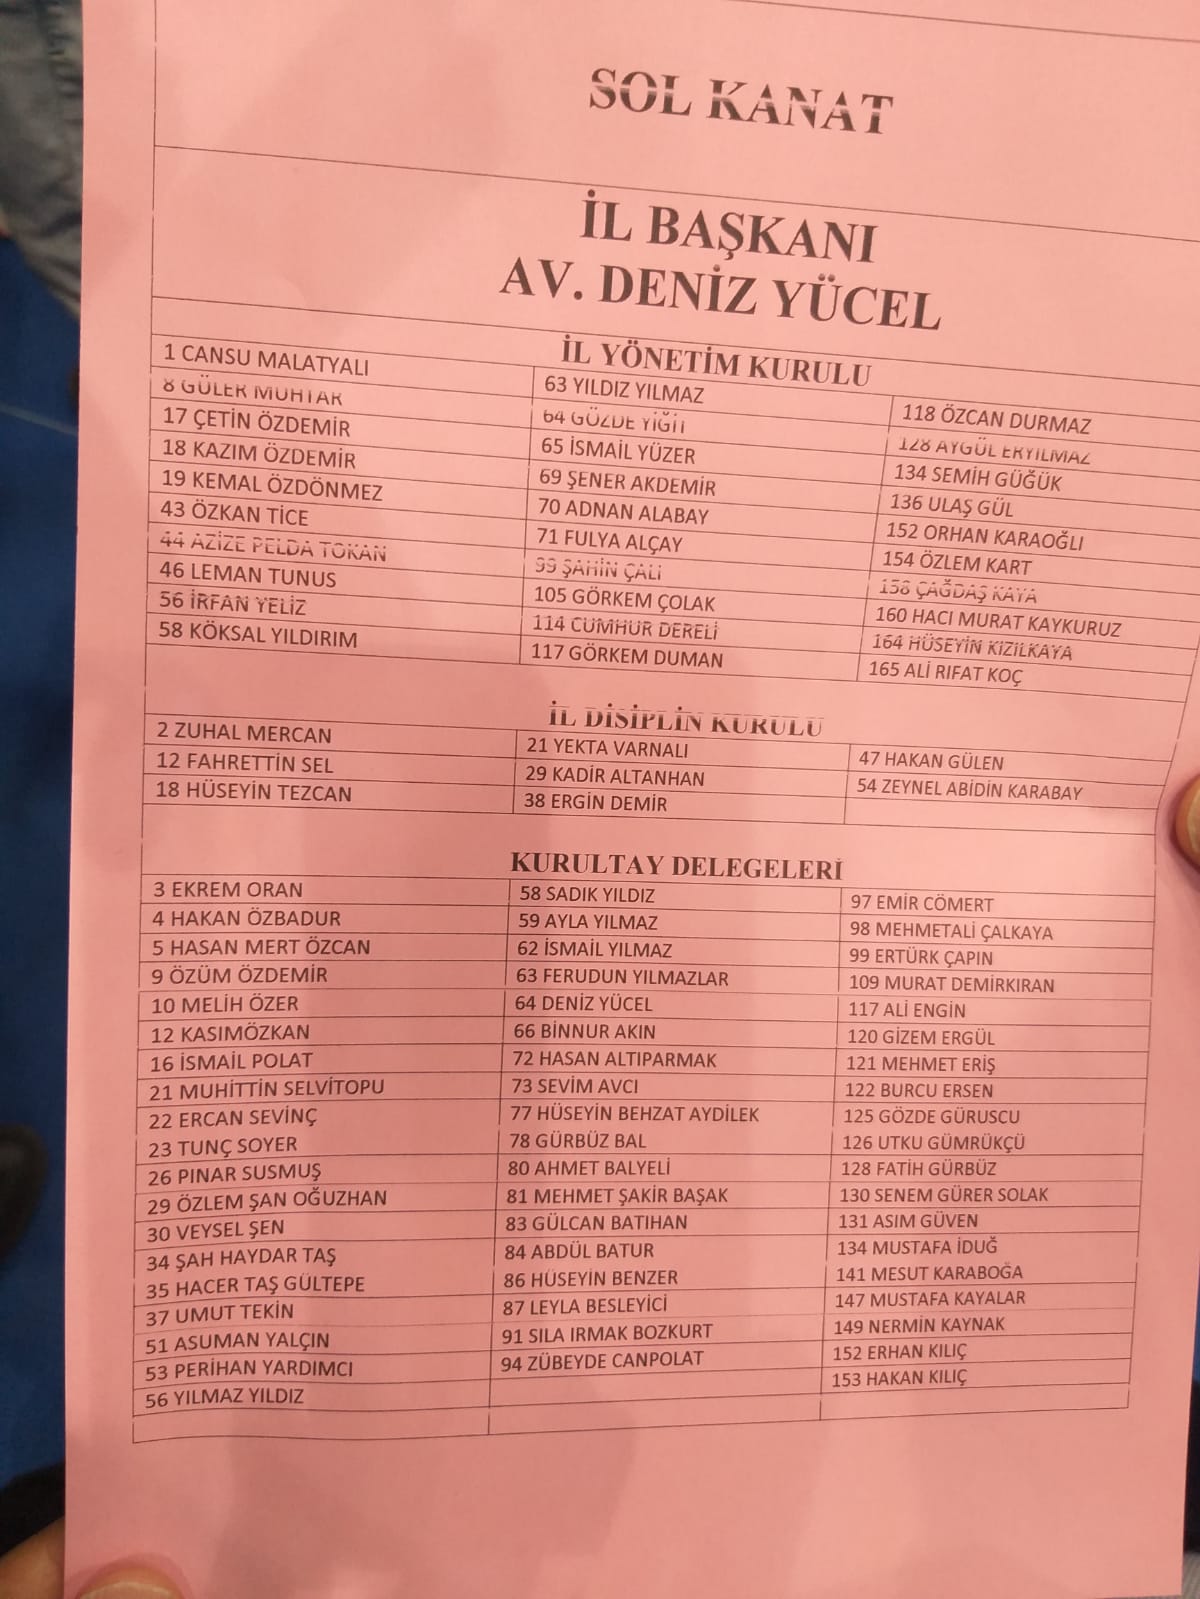 SOL KANAT
İL BAŞKANI
AV. DENİZ YÜCEL
İL YÖNETİM KURULU
1 CANSU MALATYALI
8 GÜLER MUHTAR
17 ÇETİN ÖZDEMİR
18 KAZIM ÖZDEMİR
19 KEMAL ÖZDÖNMEZ
43 ÖZKAN TİCE
44 AZİZE PELDA TOKAN
46 LEMAN TUNUS
56 İRFAN YELİZ
58 KÖKSAL YILDIRIM
63 YILDIZ YILMAZ
64 GÖZDE YİĞİT
65 İSMAİL YÜZER
69 ŞENER AKDEMİR
70 ADNAN ALABAY
71 FULYA ALÇAY
99 ŞAHİN ÇALI
105 GÖRKEM ÇOLAK
114 CUMHUR DERELİ
117 GÖRKEM DUMAN
118 ÖZCAN DURMAZ
128 AYGÜL ERYILMAZ
134 SEMİH GÜĞÜK
136 ULAŞ GÜL
152 ORHAN KARAOĞLI
154 ÖZLEM KART
158 ÇAĞDAŞ KAYA
160 HACI MURAT KAYKURUZ
164 HÜSEYİN KIZILKAYA
165 ALİ RIFAT KOÇ
İL DİSİPLİN KURULU
2 ZUHAL MERCAN
12 FAHRETTİN SEL
18 HÜSEYİN TEZCAN
21 YEKTA VARNALI
29 KADİR ALTANHAN
38 ERGİN DEMİR
47 HAKAN GÜLEN
54 ZEYNEL ABİDİN KARABAY
KURULTAY DELEGELERİ
3 EKREM ORAN
4 HAKAN ÖZBADUR
5 HASAN MERT ÖZCAN
9 ÖZÜM ÖZDEMİR
10 MELİH ÖZER
12 KASIMÖZKAN
16 İSMAİL POLAT
21 MUHİTTİN SELVİTOPU
22 ERCAN SEVİNÇ
23 TUNÇ SOYER
26 PINAR SUSMUŞ
29 ÖZLEM ŞAN OĞUZHAN
30 VEYSEL ŞEN
34 ŞAH HAYDAR TAŞ
35 HACER TAŞ GÜLTEPE
37 UMUT TEKİN
51 ASUMAN YALÇIN
53 PERİHAN YARDIMCI
56 YILMAZ YILDIZ
58 SADIK YILDIZ
59 AYLA YILMAZ
62 İSMAİL YILMAZ
63 FERUDUN YILMAZLAR
64 DENİZ YÜCEL
66 BİNNUR AKIN
72 HASAN ALTIPARMAK
73 SEVİM AVCI
77 HÜSEYİN BEHZAT AYDİLEK
78 GÜRBÜZ BAL
80 AHMET BALYELİ
81 MEHMET ŞAKİR BAŞAK
83 GÜLCAN BATIHAN
84 ABDÜL BATUR
86 HÜSEYİN BENZER
87 LEYLA BESLEYİCİ
91 SILA IRMAK BOZKURT
94 ZÜBEYDE CANPOLAT
97 EMİR CÖMERT
98 MEHMETALİ ÇALKAYA
99 ERTÜRK ÇAPIN
109 MURAT DEMİRKIRAN
117 ALİ ENGİN
120 GİZEM ERGÜL
121 MEHMET ERİŞ
122 BURCU ERSEN
125 GÖZDE GÜRUSCU
126 UTKU GÜMRÜKÇÜ
128 FATİH GÜRBÜZ
130 SENEM GÜRER SOLAK
131 ASIM GÜVEN
134 MUSTAFA İDUĞ
141 MESUT KARABOĞA
147 MUSTAFA KAYALAR
149 NERMİN KAYNAK
152 ERHAN KILIÇ
153 HAKAN KILIÇ